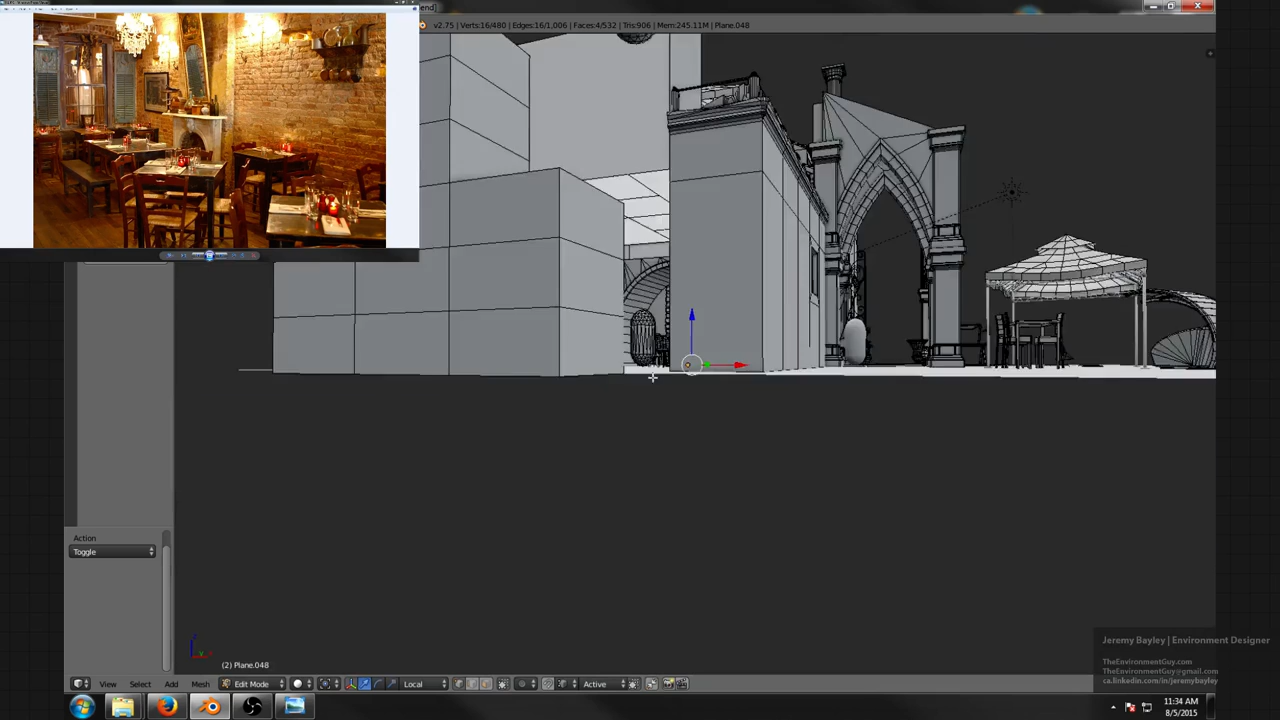 end]
v2.75 | Verts:16/480 | Edges:16/1,006 | Faces:4/532 | Tris:906 | Mem:245.11M | Plane.048
Action
Toggle
(2) Plane.048
View Select Add Mesh Edit Mode Local Active
Jeremy Bayley | Environment Designer
TheEnvironmentGuy.com
TheEnvironmentGuy@gmail.com
ca.linkedin.com/in/jeremybayley
11:34 AM
8/5/2015